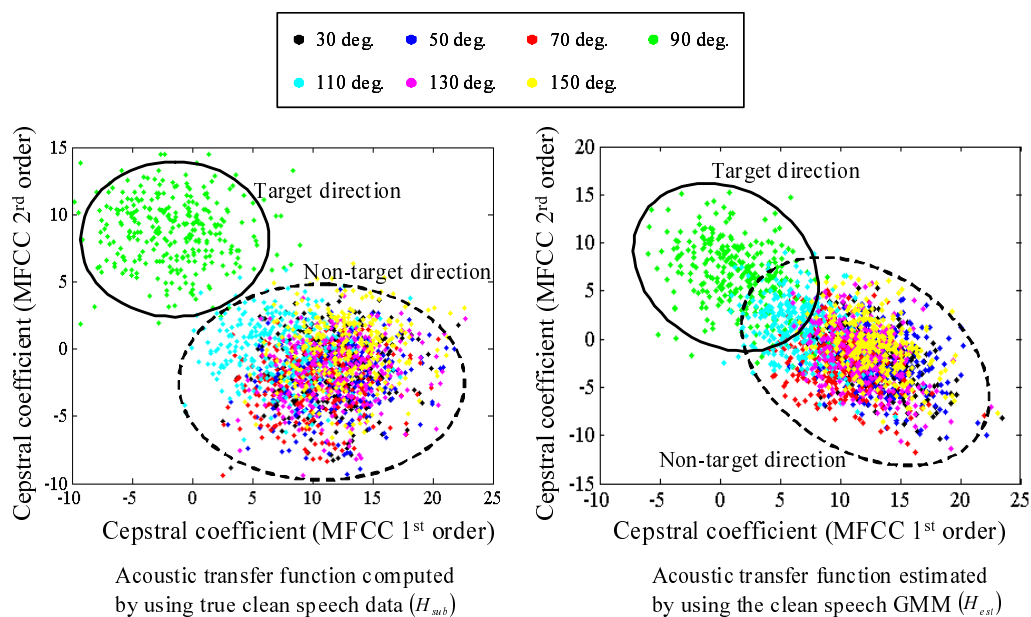 30 deg. 50 deg. 70 deg. 90 deg.
110 deg. 130 deg. 150 deg.
Cepstral coefficient (MFCC 2rd order)
15
10
5
0
-5
-10
-10 -5 0 5 10 15 20 25
Target direction
Non-target direction
Cepstral coefficient (MFCC 1st order)
Acoustic transfer function computed
by using true clean speech data (H sub)
Cepstral coefficient (MFCC 2rd order)
20
15
10
5
0
-5
-10
-15
-10 -5 0 5 10 15 20 25
Target direction
Non-target direction
Cepstral coefficient (MFCC 1st order)
Acoustic transfer function estimated
by using the clean speech GMM (H est)